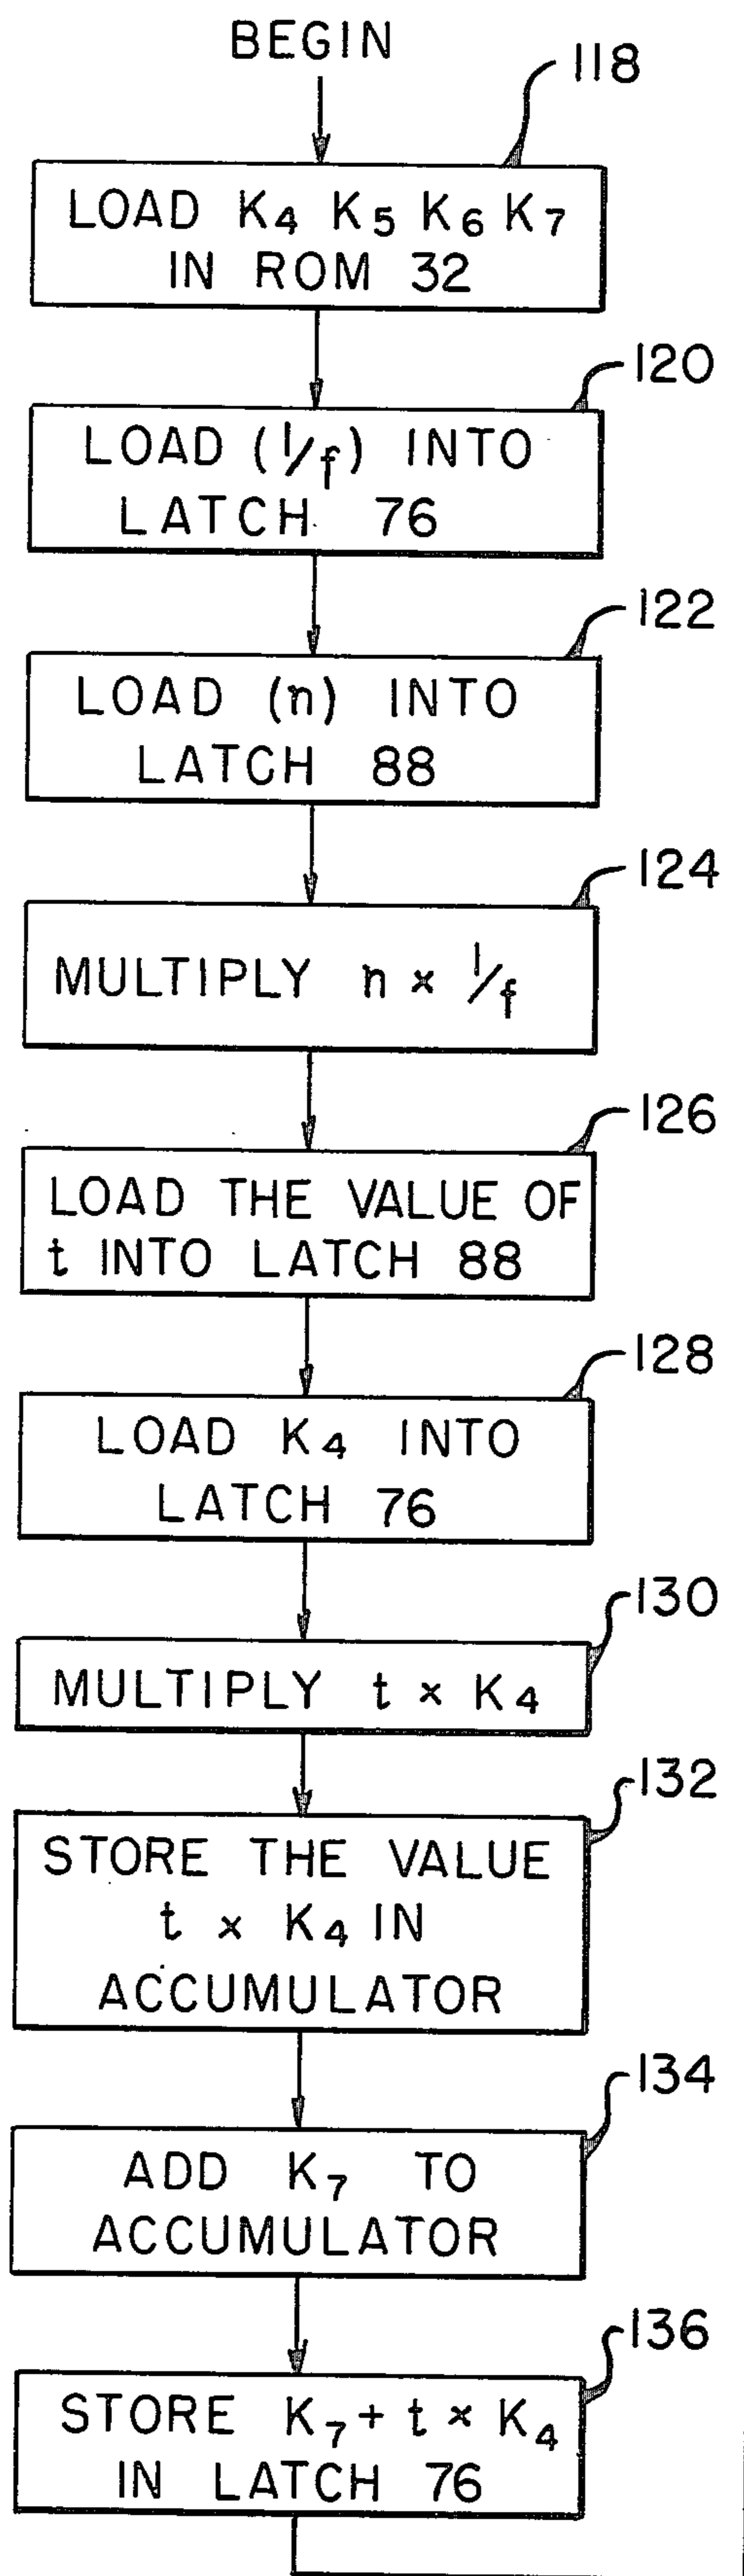 BEGIN
118
LOAD K4 K5 K6 K7
IN ROM 32
120
LOAD (1/f) INTO
LATCH 76
122
LOAD (n) INTO
LATCH 88
124
MULTIPLY n × 1/f
126
LOAD THE VALUE OF
t INTO LATCH 88
128
LOAD K4 INTO
LATCH 76
130
MULTIPLY t × K4
132
STORE THE VALUE
t × K4 IN
ACCUMULATOR
134
ADD K7 TO
ACCUMULATOR
136
STORE K7 + t × K4
IN LATCH 76